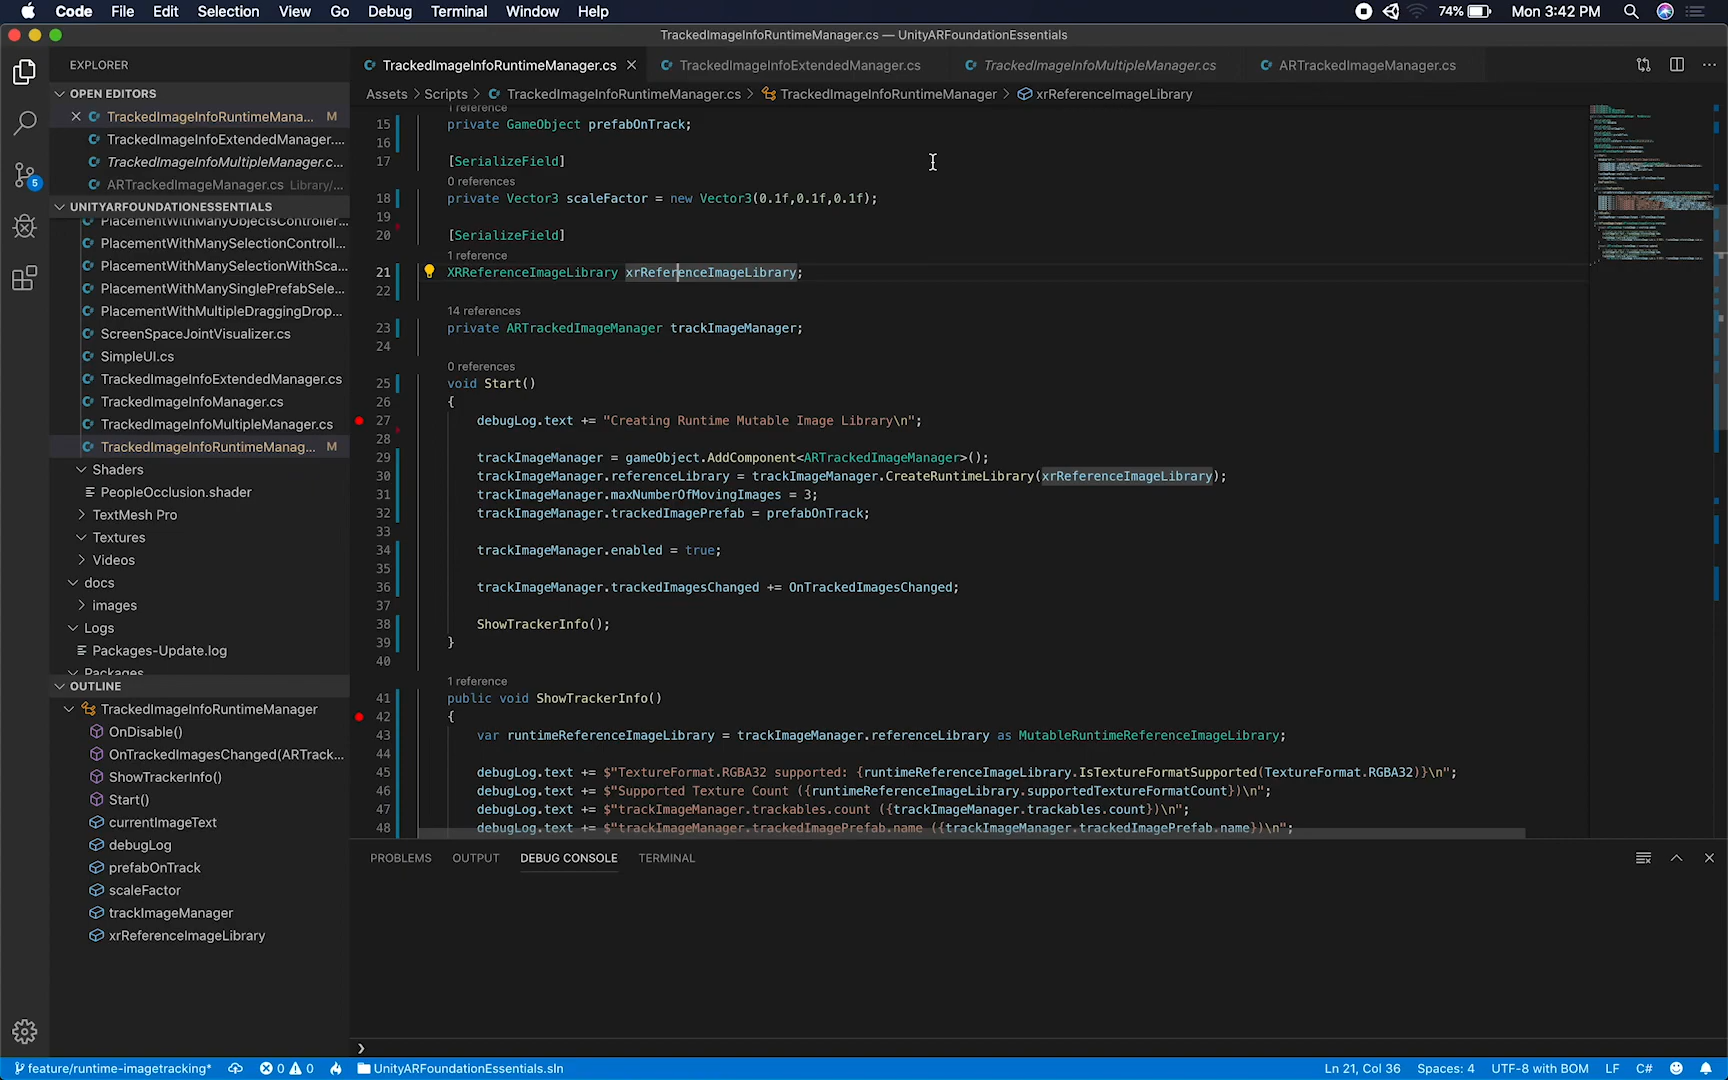 Code File Edit Selection View Go Debug Terminal Window Help
74% Mon 3:42 PM
TrackedImageInfoRuntimeManager.cs — UnityARFoundationEssentials
EXPLORER
TrackedImageInfoRuntimeManager.cs TrackedImageInfoExtendedManager.cs TrackedImageInfoMultipleManager.cs ARTrackedImageManager.cs
Assets > Scripts > TrackedImageInfoRuntimeManager.cs > TrackedImageInfoRuntimeManager > xrReferenceImageLibrary
OPEN EDITORS
TrackedImageInfoRuntimeMana... M
TrackedImageInfoExtendedManager....
TrackedImageInfoMultipleManager.c...
ARTrackedImageManager.cs Library/...
UNITYARFOUNDATIONESSENTIALS
PlacementWithManyObjectsController...
PlacementWithManySelectionControll...
PlacementWithManySelectionWithSca...
PlacementWithManySinglePrefabSele...
PlacementWithMultipleDraggingDrop...
ScreenSpaceJointVisualizer.cs
SimpleUI.cs
TrackedImageInfoExtendedManager.cs
TrackedImageInfoManager.cs
TrackedImageInfoMultipleManager.cs
TrackedImageInfoRuntimeManag... M
Shaders
PeopleOcclusion.shader
TextMesh Pro
Textures
Videos
docs
images
Logs
Packages-Update.log
Packages
OUTLINE
TrackedImageInfoRuntimeManager
OnDisable()
OnTrackedImagesChanged(ARTrack...
ShowTrackerInfo()
Start()
currentImageText
debugLog
prefabOnTrack
scaleFactor
trackImageManager
xrReferenceImageLibrary
1 reference
15 private GameObject prefabOnTrack;
16
17 [SerializeField]
0 references
18 private Vector3 scaleFactor = new Vector3(0.1f,0.1f,0.1f);
19
20 [SerializeField]
1 reference
21 XRReferenceImageLibrary xrReferenceImageLibrary;
22
14 references
23 private ARTrackedImageManager trackImageManager;
24
0 references
25 void Start()
26 {
27 debugLog.text += "Creating Runtime Mutable Image Library\n";
28
29 trackImageManager = gameObject.AddComponent<ARTrackedImageManager>();
30 trackImageManager.referenceLibrary = trackImageManager.CreateRuntimeLibrary(xrReferenceImageLibrary);
31 trackImageManager.maxNumberOfMovingImages = 3;
32 trackImageManager.trackedImagePrefab = prefabOnTrack;
33
34 trackImageManager.enabled = true;
35
36 trackImageManager.trackedImagesChanged += OnTrackedImagesChanged;
37
38 ShowTrackerInfo();
39 }
40
1 reference
41 public void ShowTrackerInfo()
42 {
43 var runtimeReferenceImageLibrary = trackImageManager.referenceLibrary as MutableRuntimeReferenceImageLibrary;
44
45 debugLog.text += $"TextureFormat.RGBA32 supported: {runtimeReferenceImageLibrary.IsTextureFormatSupported(TextureFormat.RGBA32)}\n";
46 debugLog.text += $"Supported Texture Count ({runtimeReferenceImageLibrary.supportedTextureFormatCount})\n";
47 debugLog.text += $"trackImageManager.trackables.count ({trackImageManager.trackables.count})\n";
48 debugLog.text += $"trackImageManager.trackedImagePrefab.name ({trackImageManager.trackedImagePrefab.name})\n";
PROBLEMS OUTPUT DEBUG CONSOLE TERMINAL
5
feature/runtime-imagetracking* 0 0 UnityARFoundationEssentials.sln Ln 21, Col 36 Spaces: 4 UTF-8 with BOM LF C#